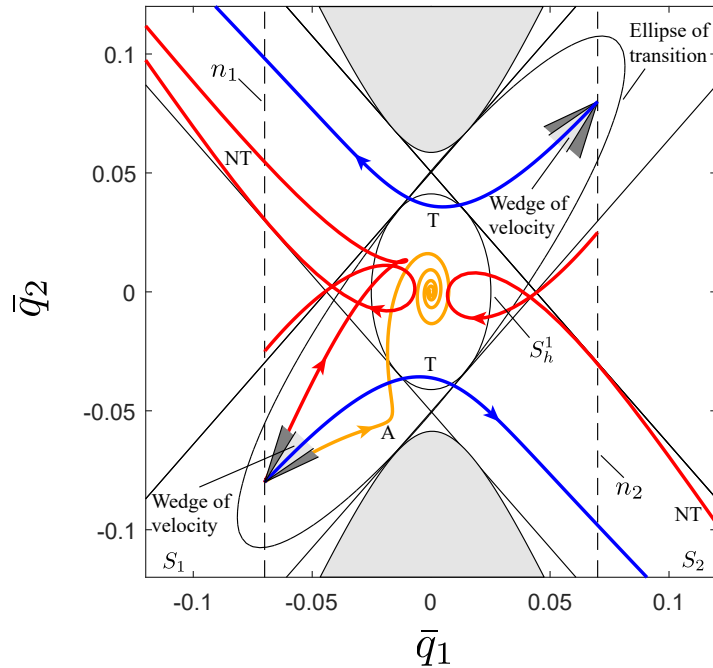 Ellipse of
transition
0.1
n₁
NT
0.05
T
Wedge of
velocity
q̄₂
0
S_h^1
T
-0.05
A
Wedge of
velocity
n₂
-0.1
NT
S₁
S₂
-0.1
-0.05
0
0.05
0.1
q̄₁